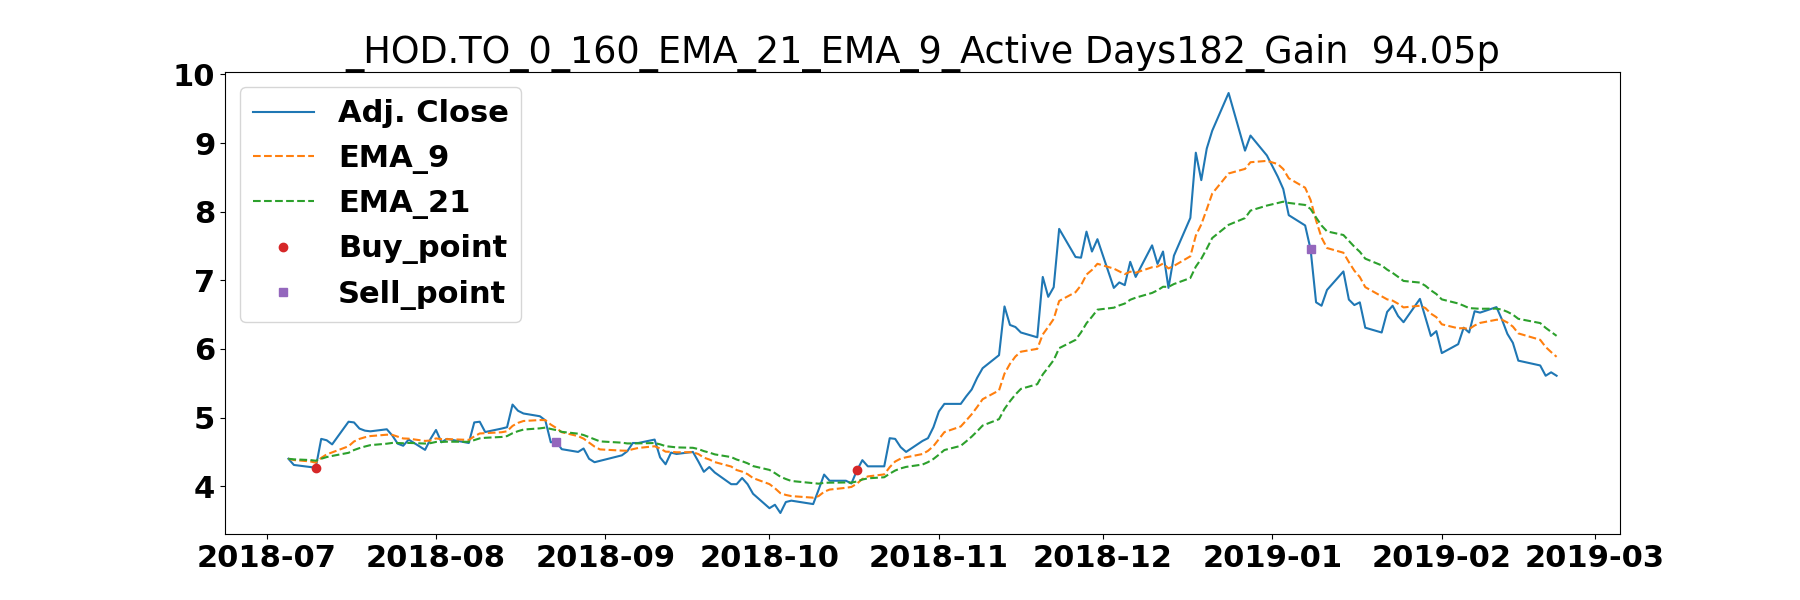 _HOD.TO_0_160_EMA_21_EMA_9_Active Days182_Gain  94.05p
10
9
8
7
6
5
4
Adj. Close
EMA_9
EMA_21
Buy_point
Sell_point
2018-07 2018-08 2018-09 2018-10 2018-11 2018-12 2019-01 2019-02 2019-03